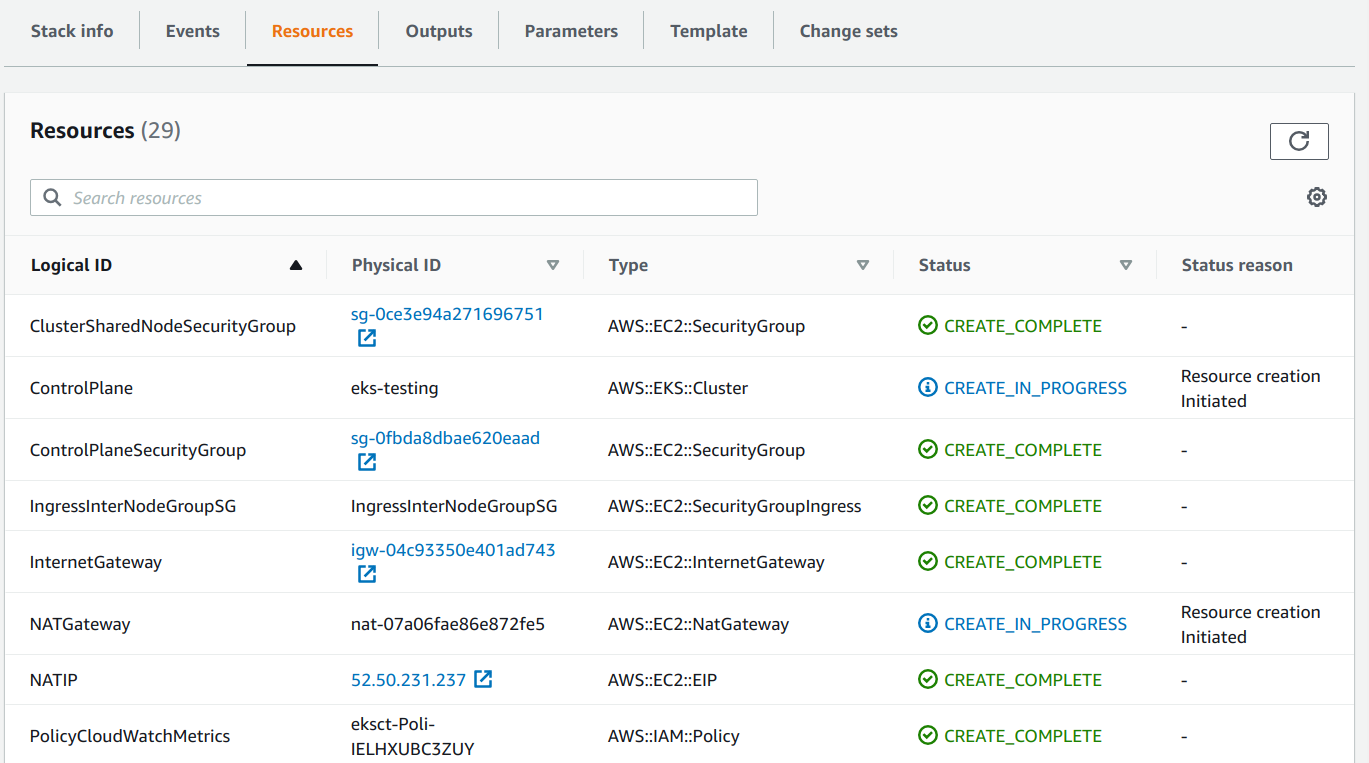 Stack info Events Resources Outputs Parameters Template Change sets
Resources (29)
Search resources
Logical ID Physical ID Type Status Status reason
ClusterSharedNodeSecurityGroup sg-0ce3e94a271696751 AWS::EC2::SecurityGroup CREATE_COMPLETE -
ControlPlane eks-testing AWS::EKS::Cluster CREATE_IN_PROGRESS Resource creation
Initiated
ControlPlaneSecurityGroup sg-0fbda8dbae620eaad AWS::EC2::SecurityGroup CREATE_COMPLETE -
IngressInterNodeGroupSG IngressInterNodeGroupSG AWS::EC2::SecurityGroupIngress CREATE_COMPLETE -
InternetGateway igw-04c93350e401ad743 AWS::EC2::InternetGateway CREATE_COMPLETE -
NATGateway nat-07a06fae86e872fe5 AWS::EC2::NatGateway CREATE_IN_PROGRESS Resource creation
Initiated
NATIP 52.50.231.237 AWS::EC2::EIP CREATE_COMPLETE -
PolicyCloudWatchMetrics eksct-Poli-
IELHXUBC3ZUY AWS::IAM::Policy CREATE_COMPLETE -